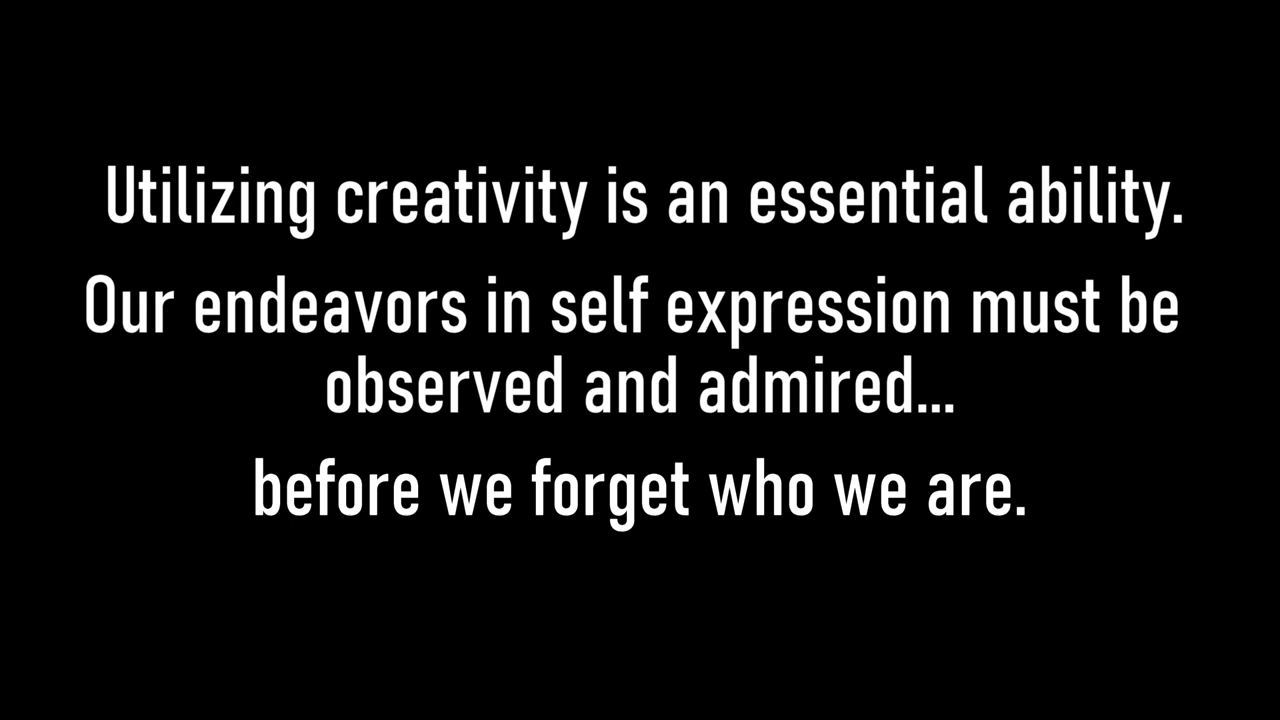 Utilizing creativity is an essential ability.
Our endeavors in self expression must be
observed and admired...
before we forget who we are.